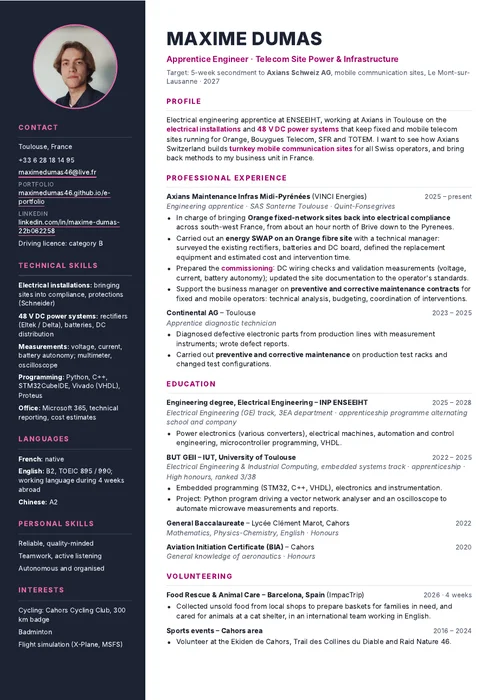 MAXIME DUMAS
Apprentice Engineer · Telecom Site Power & Infrastructure
Target: 5-week secondment to Axians Schweiz AG, mobile communication sites, Le Mont-sur-
Lausanne · 2027
CONTACT
Toulouse, France
+33 6 28 18 14 95
maximedumas46@live.fr
PORTFOLIO
maximedumas46.github.io/e-
portfolio
LINKEDIN
linkedin.com/in/maxime-dumas-
22b062258
Driving licence: category B
TECHNICAL SKILLS
Electrical installations: bringing
sites into compliance, protections
(Schneider)
48 V DC power systems: rectifiers
(Eltek / Delta), batteries, DC
distribution
Measurements: voltage, current,
battery autonomy; multimeter,
oscilloscope
Programming: Python, C++,
STM32CubeIDE, Vivado (VHDL),
Proteus
Office: Microsoft 365, technical
reporting, cost estimates
LANGUAGES
French: native
English: B2, TOEIC 895 / 990;
working language during 4 weeks
abroad
Chinese: A2
PERSONAL SKILLS
Reliable, quality-minded
Teamwork, active listening
Autonomous and organised
INTERESTS
Cycling: Cahors Cycling Club, 300
km badge
Badminton
Flight simulation (X-Plane, MSFS)
PROFILE
Electrical engineering apprentice at ENSEEIHT, working at Axians in Toulouse on the
electrical installations and 48 V DC power systems that keep fixed and mobile telecom
sites running for Orange, Bouygues Telecom, SFR and TOTEM. I want to see how Axians
Switzerland builds turnkey mobile communication sites for all Swiss operators, and bring
back methods to my business unit in France.
PROFESSIONAL EXPERIENCE
Axians Maintenance Infras Midi-Pyrénées (VINCI Energies) 2025 – present
Engineering apprentice · SAS Santerne Toulouse · Quint-Fonsegrives
• In charge of bringing Orange fixed-network sites back into electrical compliance
across south-west France, from about an hour north of Brive down to the Pyrenees.
• Carried out an energy SWAP on an Orange fibre site with a technical manager:
surveyed the existing rectifiers, batteries and DC board, defined the replacement
equipment and estimated cost and intervention time.
• Prepared the commissioning: DC wiring checks and validation measurements (voltage,
current, battery autonomy); updated the site documentation to the operator's standards.
• Support the business manager on preventive and corrective maintenance contracts for
fixed and mobile operators: technical analysis, budgeting, coordination of interventions.
Continental AG – Toulouse 2023 – 2025
Apprentice diagnostic technician
• Diagnosed defective electronic parts from production lines with measurement
instruments; wrote defect reports.
• Carried out preventive and corrective maintenance on production test racks and
changed test configurations.
EDUCATION
Engineering degree, Electrical Engineering – INP ENSEEIHT 2025 – 2028
Electrical Engineering (GE) track, 3EA department · apprenticeship programme alternating
school and company
• Power electronics (various converters), electrical machines, automation and control
engineering, microcontroller programming, VHDL.
BUT GEII – IUT, University of Toulouse 2022 – 2025
Electrical Engineering & Industrial Computing, embedded systems track · apprenticeship ·
High honours, ranked 3/38
• Embedded programming (STM32, C++, VHDL), electronics and instrumentation.
• Project: Python program driving a vector network analyser and an oscilloscope to
automate microwave measurements and reports.
General Baccalaureate – Lycée Clément Marot, Cahors 2022
Mathematics, Physics-Chemistry, English · Honours
Aviation Initiation Certificate (BIA) – Cahors 2020
General knowledge of aeronautics · Honours
VOLUNTEERING
Food Rescue & Animal Care – Barcelona, Spain (ImpacTrip) 2026 · 4 weeks
• Collected unsold food from local shops to prepare baskets for families in need, and
cared for animals at a cat shelter, in an international team working in English.
Sports events – Cahors area 2016 – 2024
• Volunteer at the Ekiden de Cahors, Trail des Collines du Diable and Raid Nature 46.